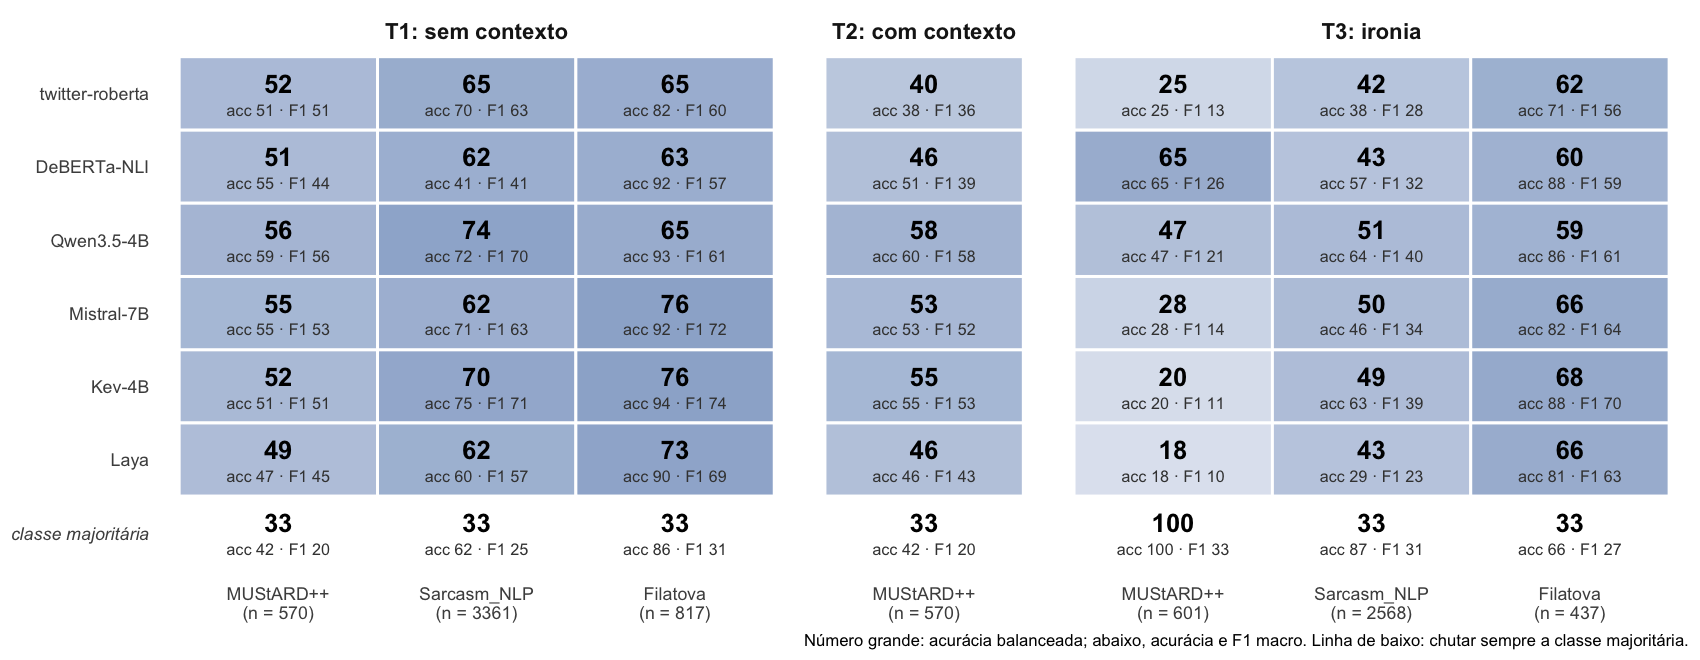 T1: sem contexto
T2: com contexto
T3: ironia
twitter-roberta
52
65
65
40
25
42
62
acc 51 · F1 51
acc 70 · F1 63
acc 82 · F1 60
acc 38 · F1 36
acc 25 · F1 13
acc 38 · F1 28
acc 71 · F1 56
DeBERTa-NLI
51
62
63
46
65
43
60
acc 55 · F1 44
acc 41 · F1 41
acc 92 · F1 57
acc 51 · F1 39
acc 65 · F1 26
acc 57 · F1 32
acc 88 · F1 59
Qwen3.5-4B
56
74
65
58
47
51
59
acc 59 · F1 56
acc 72 · F1 70
acc 93 · F1 61
acc 60 · F1 58
acc 47 · F1 21
acc 64 · F1 40
acc 86 · F1 61
Mistral-7B
55
62
76
53
28
50
66
acc 55 · F1 53
acc 71 · F1 63
acc 92 · F1 72
acc 53 · F1 52
acc 28 · F1 14
acc 46 · F1 34
acc 82 · F1 64
Kev-4B
52
70
76
55
20
49
68
acc 51 · F1 51
acc 75 · F1 71
acc 94 · F1 74
acc 55 · F1 53
acc 20 · F1 11
acc 63 · F1 39
acc 88 · F1 70
Laya
49
62
73
46
18
43
66
acc 47 · F1 45
acc 60 · F1 57
acc 90 · F1 69
acc 46 · F1 43
acc 18 · F1 10
acc 29 · F1 23
acc 81 · F1 63
classe majoritária
33
33
33
33
100
33
33
acc 42 · F1 20
acc 62 · F1 25
acc 86 · F1 31
acc 42 · F1 20
acc 100 · F1 33
acc 87 · F1 31
acc 66 · F1 27
MUStARD++
(n = 570)
Sarcasm_NLP
(n = 3361)
Filatova
(n = 817)
MUStARD++
(n = 570)
MUStARD++
(n = 601)
Sarcasm_NLP
(n = 2568)
Filatova
(n = 437)
Número grande: acurácia balanceada; abaixo, acurácia e F1 macro. Linha de baixo: chutar sempre a classe majoritária.